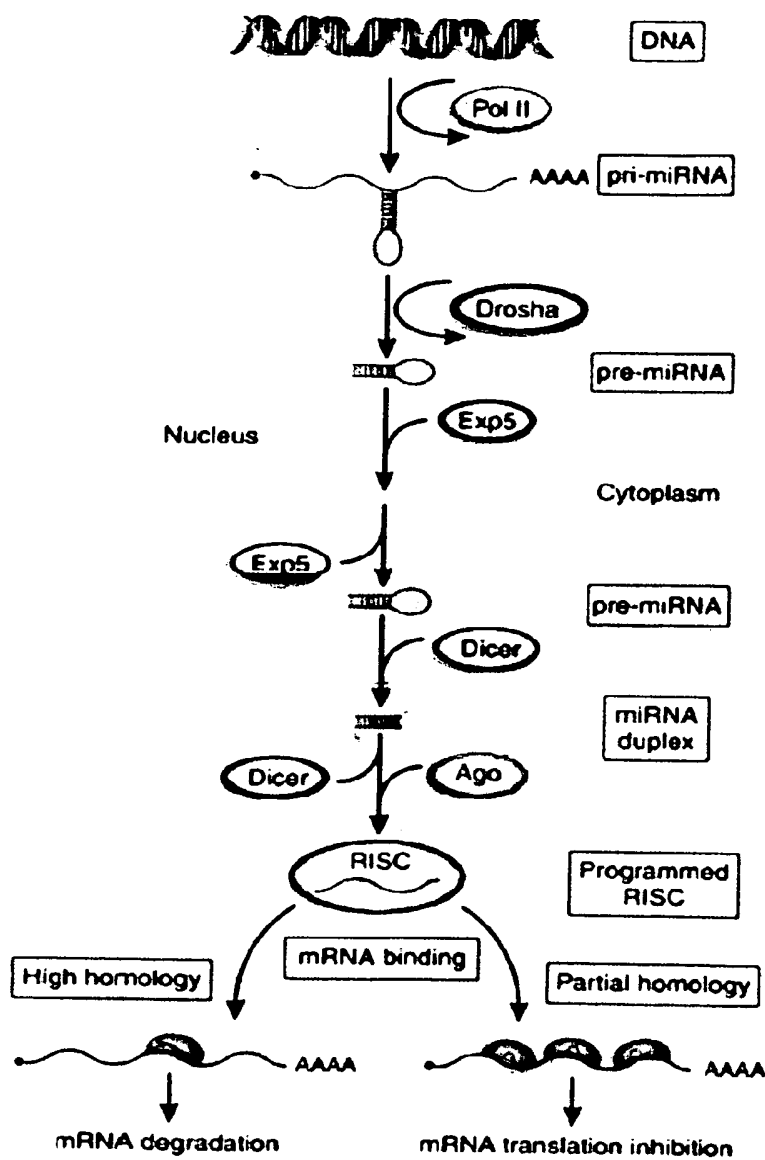 DNA
Pol II
AAAA
pri-miRNA
Drosha
pre-miRNA
Exp5
Nucleus
Cytoplasm
Exp5
pre-miRNA
Dicer
miRNA
duplex
Dicer
Ago
RISC
Programmed
RISC
mRNA binding
High homology
Partial homology
AAAA
AAAA
mRNA degradation
mRNA translation inhibition